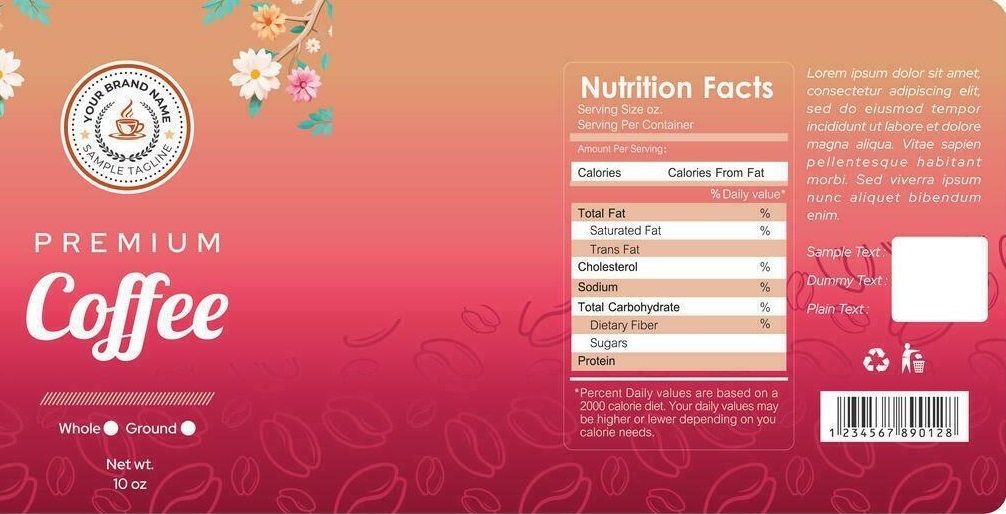 YOUR BRAND NAME
SAMPLE TAGLINE
PREMIUM
Coffee
Whole Ground
Net wt.
10 oz
Nutrition Facts
Serving Size oz.
Serving Per Container
Amount Per Serving:
Calories Calories From Fat
% Daily value*
Total Fat %
Saturated Fat %
Trans Fat
Cholesterol %
Sodium %
Total Carbohydrate %
Dietary Fiber %
Sugars
Protein
*Percent Daily values are based on a
2000 calorie diet. Your daily values may
be higher or lower depending on you
calorie needs.
Lorem ipsum dolor sit amet,
consectetur adipiscing elit,
sed do eiusmod tempor
incididunt ut labore et dolore
magna aliqua. Vitae sapien
pellentesque habitant
morbi. Sed viverra ipsum
nunc aliquet bibendum
enim.
Sample Text :
Dummy Text :
Plain Text :
1 234567 890128